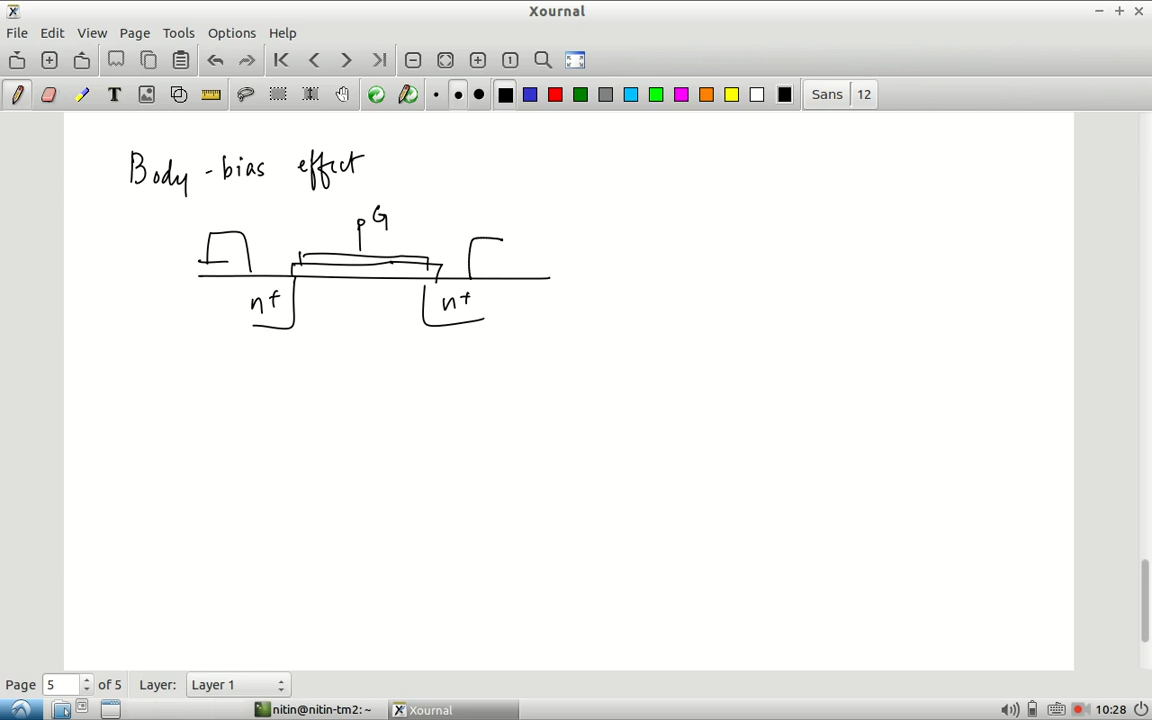 Xournal
File Edit View Page Tools Options Help
Sans 12
Body-bias effect
G
n+ n+
Page 5 of 5 Layer: Layer 1
nitin@nitin-tm2: ~ Xournal 10:28